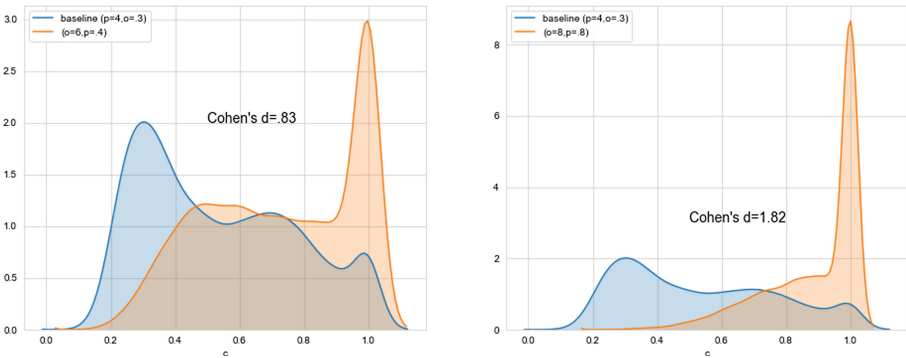 baseline (p=4,o=.3)
(o=6,p=.4)
Cohen's d=.83
3.0
2.5
2.0
1.5
1.0
0.5
0.0
0.0 0.2 0.4 0.6 0.8 1.0
c
baseline (p=4,o=.3)
(o=8,p=.8)
Cohen's d=1.82
8
6
4
2
0
0.0 0.2 0.4 0.6 0.8 1.0
c